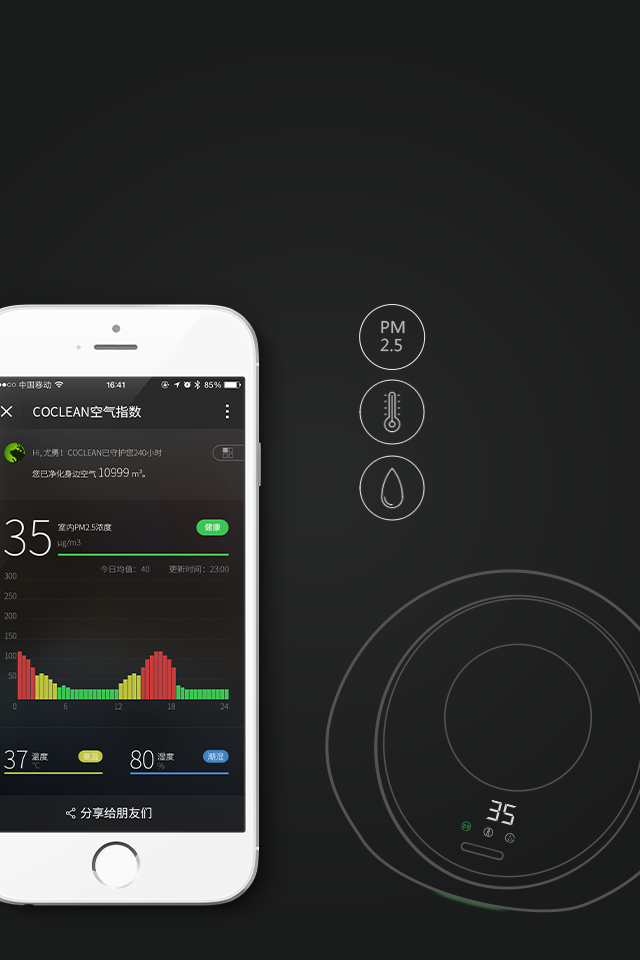 中国移动
16:41
85%
COCLEAN空气指数
Hi, 尤勇！COCLEAN已守护您240小时
您已净化身边空气 10999 m³。
35
室内PM2.5浓度
健康
μg/m3
今日均值：40
更新时间：23:00
300
250
200
150
100
50
0
6
12
18
24
37
温度
℃
高温
80
湿度
%
潮湿
分享给朋友们
PM
2.5
35